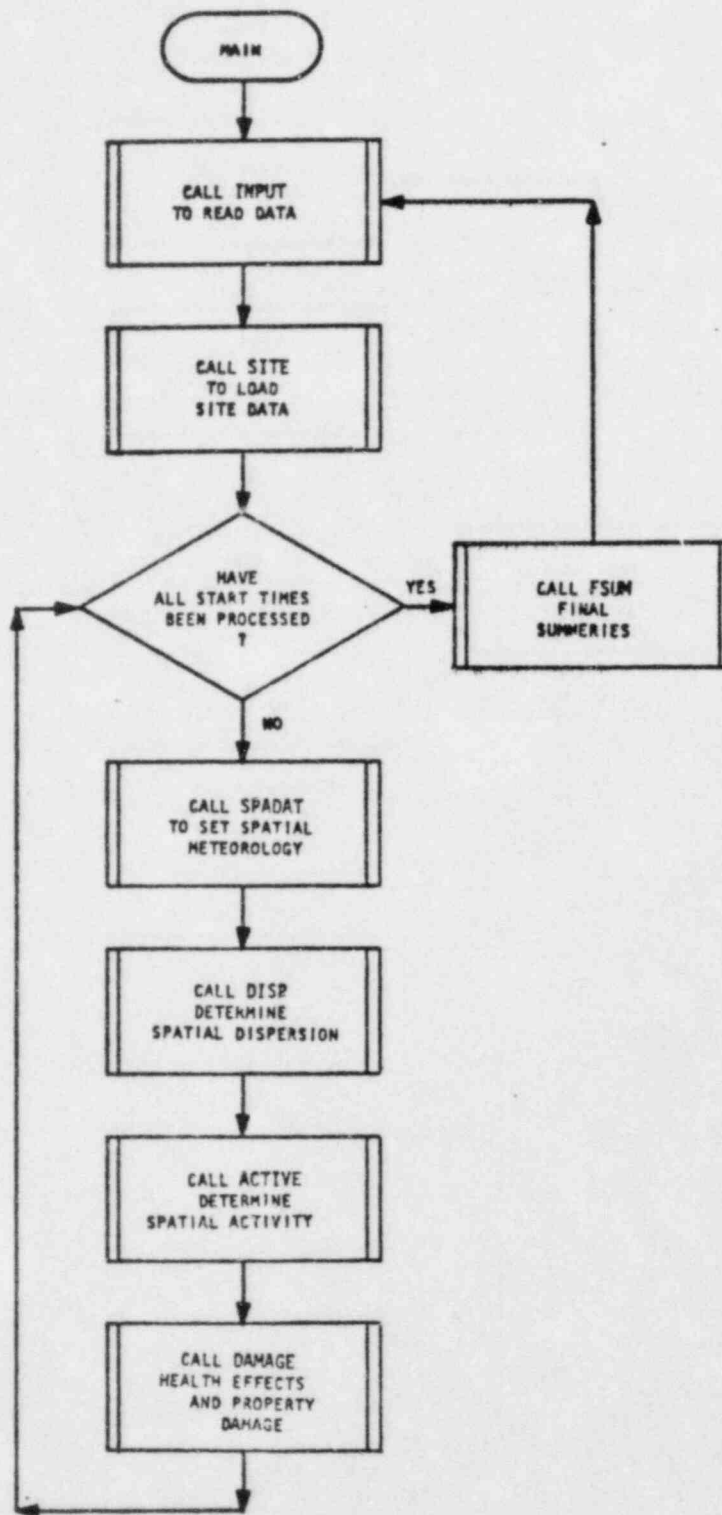 MAIN
CALL INPUT
TO READ DATA
CALL SITE
TO LOAD
SITE DATA
HAVE
ALL START TIMES
BEEN PROCESSED
?
YES
CALL FSUM
FINAL
SUMMERIES
NO
CALL SPADAT
TO SET SPATIAL
METEOROLOGY
CALL DISP
DETERMINE
SPATIAL DISPERSION
CALL ACTIVE
DETERMINE
SPATIAL ACTIVITY
CALL DAMAGE
HEALTH EFFECTS
AND PROPERTY
DAMAGE